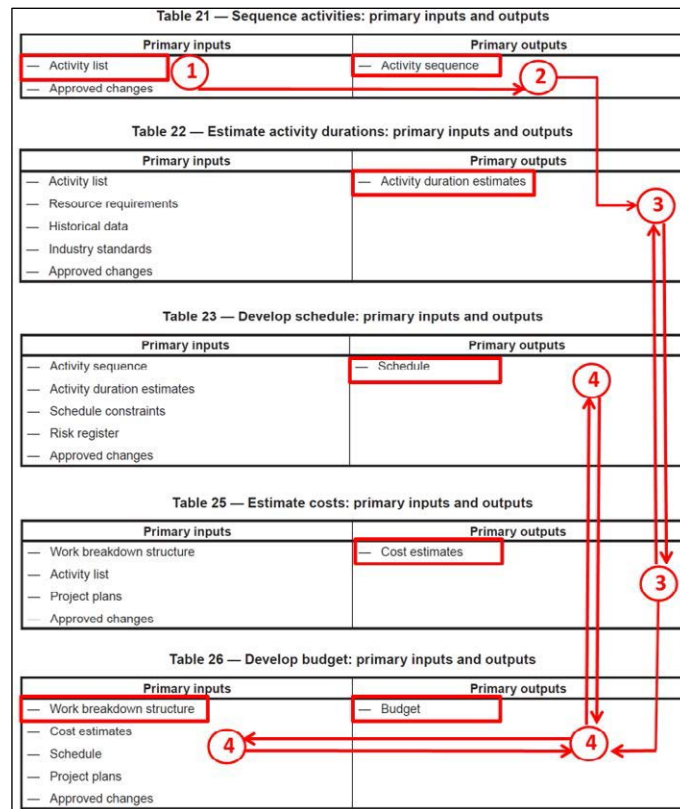 Table 21 — Sequence activities: primary inputs and outputs
Primary inputs Primary outputs
— Activity list 1 — Activity sequence 2
— Approved changes
Table 22 — Estimate activity durations: primary inputs and outputs
Primary inputs Primary outputs
— Activity list — Activity duration estimates
— Resource requirements 3
— Historical data
— Industry standards
— Approved changes
Table 23 — Develop schedule: primary inputs and outputs
Primary inputs Primary outputs
— Activity sequence — Schedule
— Activity duration estimates 4
— Schedule constraints
— Risk register
— Approved changes
Table 25 — Estimate costs: primary inputs and outputs
Primary inputs Primary outputs
— Work breakdown structure — Cost estimates
— Activity list 3
— Project plans
— Approved changes
Table 26 — Develop budget: primary inputs and outputs
Primary inputs Primary outputs
— Work breakdown structure — Budget
— Cost estimates
— Schedule 4 4
— Project plans
— Approved changes